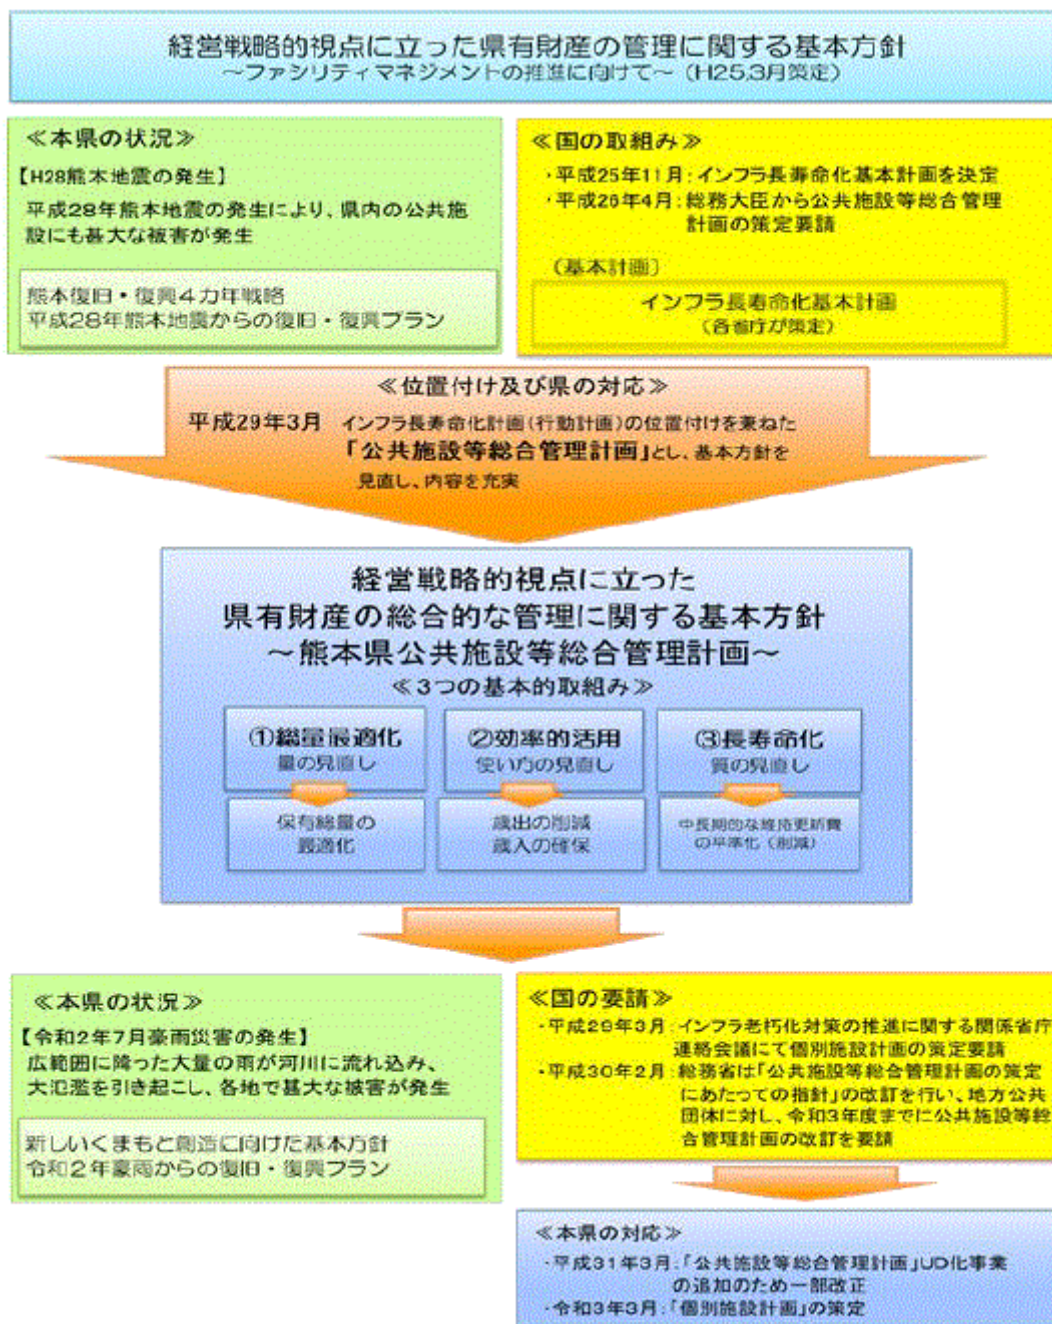 経営戦略的視点に立った県有財産の管理に関する基本方針
～ファシリティマネジメントの推進に向けて～（H25.3月策定）
≪本県の状況≫
【H28熊本地震の発生】
平成28年熊本地震の発生により、県内の公共施
設にも甚大な被害が発生
熊本復旧・復興４カ年戦略
平成28年熊本地震からの復旧・復興プラン
≪国の取組み≫
・平成25年11月：インフラ長寿命化基本計画を決定
・平成26年4月：総務大臣から公共施設等総合管理
計画の策定要請
（基本計画）
インフラ長寿命化基本計画
（各省庁が策定）
≪位置付け及び県の対応≫
平成29年3月　インフラ長寿命化計画（行動計画）の位置付けを兼ねた
「公共施設等総合管理計画」とし、基本方針を
見直し、内容を充実
経営戦略的視点に立った
県有財産の総合的な管理に関する基本方針
～熊本県公共施設等総合管理計画～
≪3つの基本的取組み≫
①総量最適化
量の見直し
保有総量の
最適化
②効率的活用
使い方の見直し
歳出の削減
歳入の確保
③長寿命化
質の見直し
中長期的な維持更新費
の平準化（削減）
≪本県の状況≫
【令和2年7月豪雨災害の発生】
広範囲に降った大量の雨が河川に流れ込み、
大氾濫を引き起こし、各地で甚大な被害が発生
新しいくまもと創造に向けた基本方針
令和２年豪雨からの復旧・復興プラン
≪国の要請≫
・平成29年3月：インフラ老朽化対策の推進に関する関係省庁
連絡会議にて個別施設計画の策定要請
・平成30年2月：総務省は「公共施設等総合管理計画の策定
にあたっての指針」の改訂を行い、地方公共
団体に対し、令和3年度までに公共施設等総
合管理計画の改訂を要請
≪本県の対応≫
・平成31年3月：「公共施設等総合管理計画」UD化事業
の追加のため一部改正
・令和3年3月：「個別施設計画」の策定